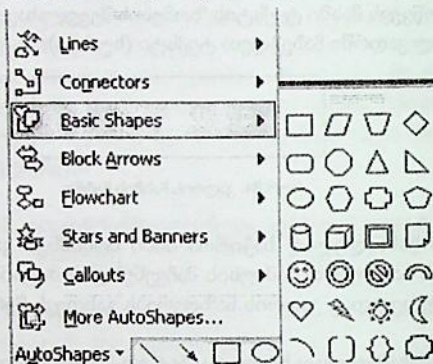 Lines
Connectors
Basic Shapes
Block Arrows
Flowchart
Stars and Banners
Callouts
More AutoShapes...
AutoShapes